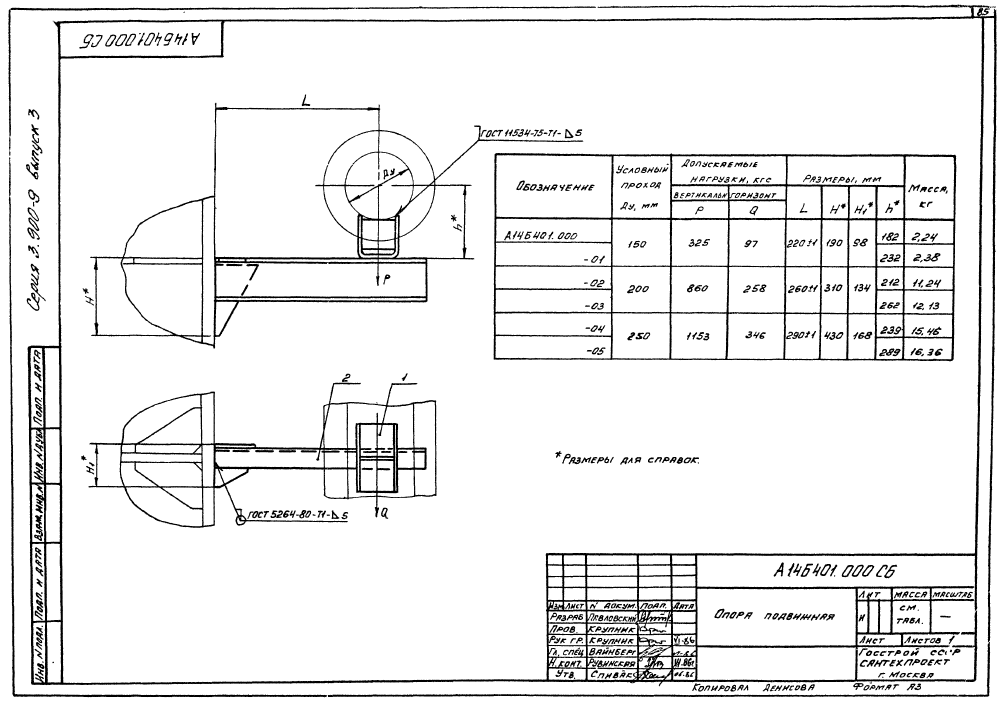 85
А14Б401.000 СБ
Серия 3.900-9 выпуск 3
L
ГОСТ 11534-75-Т1-⊿5
Ду
h*
Р
H*
Обозначение
Условный проход Ду, мм
Допускаемые нагрузки, кгс
Размеры, мм
Масса, кг
вертикальн
горизонт
P Q L H* H₁* h*
А14Б401.000 150 325 97 220±1 190 98 182 2,24
-01 232 2,38
-02 200 860 258 260±1 310 134 212 11,24
-03 262 12,13
-04 250 1153 346 290±1 430 168 239 15,46
-05 289 16,36
2
1
H₁*
Q
ГОСТ 5264-80-Т1-⊿5
*Размеры для справок.
Инв. N подл.
Подп. и дата
Взам. инв. N
Инв. N дубл.
Подп. и дата
А14Б401.000 СБ
Изм. Лист N докум. Подп. Дата
Разраб Павловский
Пров. Крупник
Рук гр. Крупник VI-86
Гл. спец Вайнберг
Н. конт. Рубинская
Утв. Спивак
Опора подвижная
Лит Масса Масштаб
И
см. табл.
—
Лист Листов 1
Госстрой СССР
Сантехпроект
г. Москва
Копировал Денисова
Формат А3